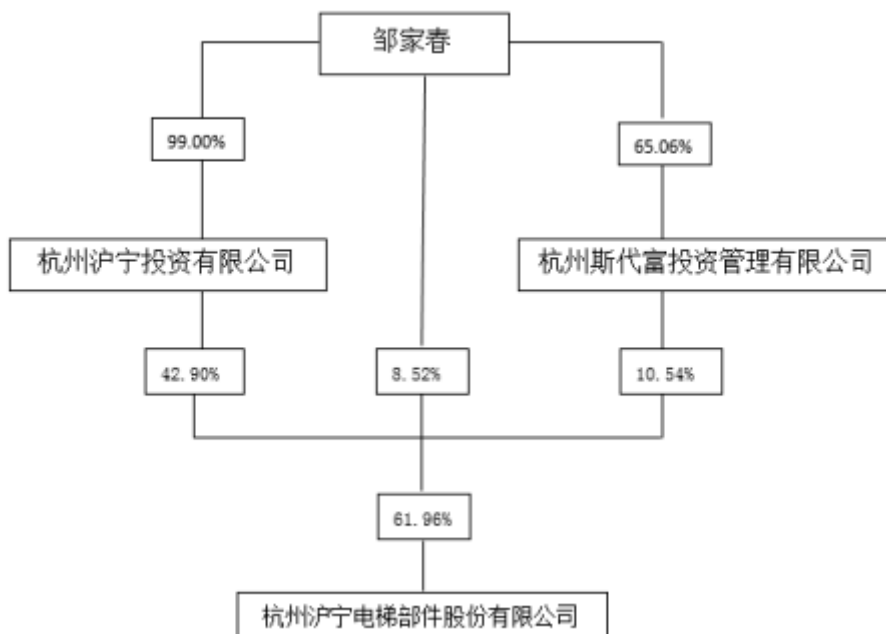 邹家春
99.00%
65.06%
杭州沪宁投资有限公司
杭州斯代富投资管理有限公司
42.90%
8.52%
10.54%
61.96%
杭州沪宁电梯部件股份有限公司